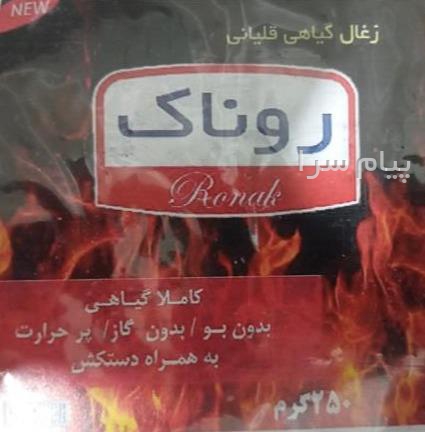 NEW
زغال گیاهی قلیانی
روناک
پیام سرا
Ronak
کاملا گیاهی
بدون بو / بدون گاز/ پر حرارت
به همراه دستکش
۲۵۰گرم